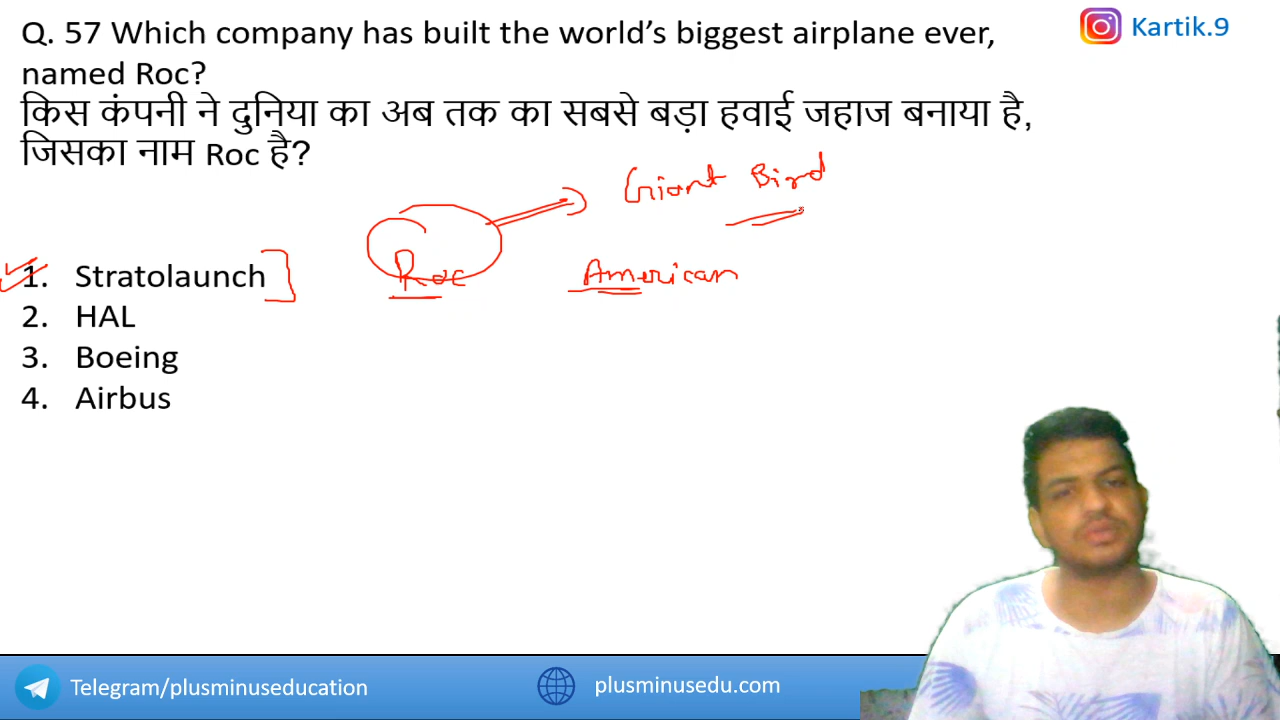 Q. 57 Which company has built the world’s biggest airplane ever,
named Roc?
किस कंपनी ने दुनिया का अब तक का सबसे बड़ा हवाई जहाज बनाया है,
जिसका नाम Roc है?
Kartik.9
Giant Bird
1. Stratolaunch
Roc American
2. HAL
3. Boeing
4. Airbus
Telegram/plusminuseducation
plusminusedu.com